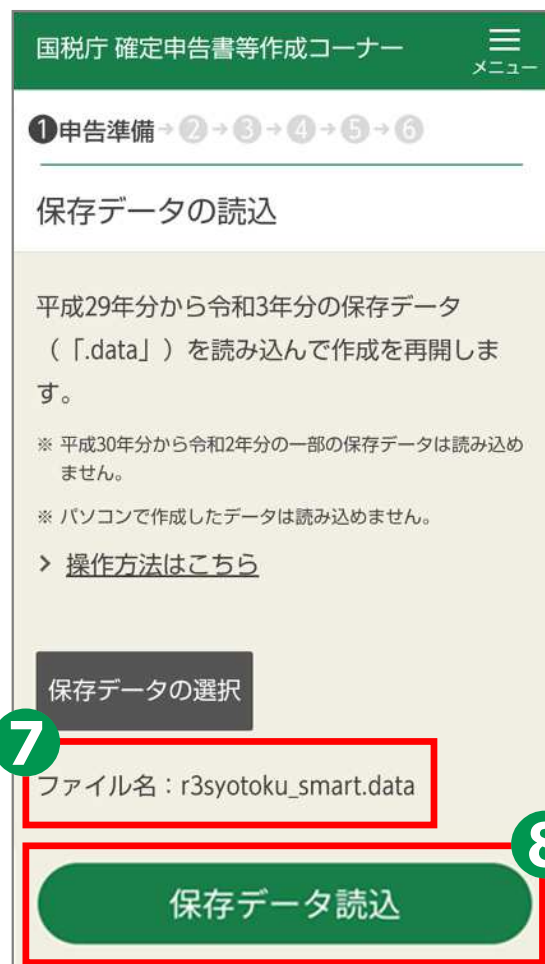 国税庁 確定申告書等作成コーナー
メニュー
❶申告準備→❷→❸→❹→❺→❻
保存データの読込
平成29年分から令和3年分の保存データ
（「.data」）を読み込んで作成を再開しま
す。
※ 平成30年分から令和2年分の一部の保存データは読み込め
ません。
※ パソコンで作成したデータは読み込めません。
> 操作方法はこちら
保存データの選択
7
ファイル名：r3syotoku_smart.data
8
保存データ読込